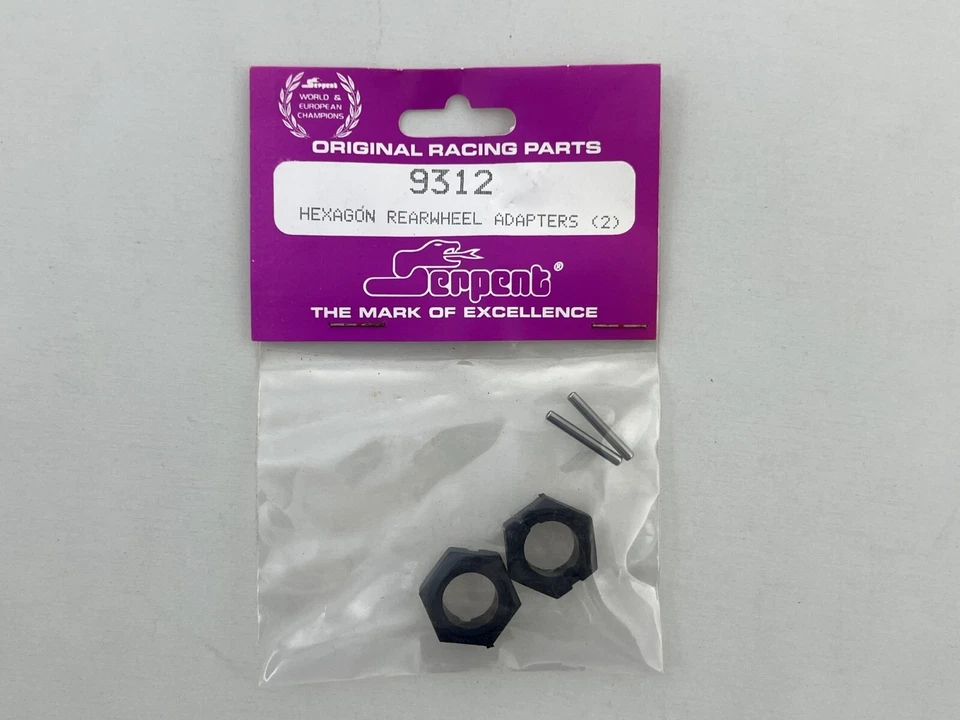 Serpent
WORLD &
EUROPEAN
CHAMPIONS
ORIGINAL RACING PARTS
9312
HEXAGON REARWHEEL ADAPTERS (2)
Serpent®
THE MARK OF EXCELLENCE